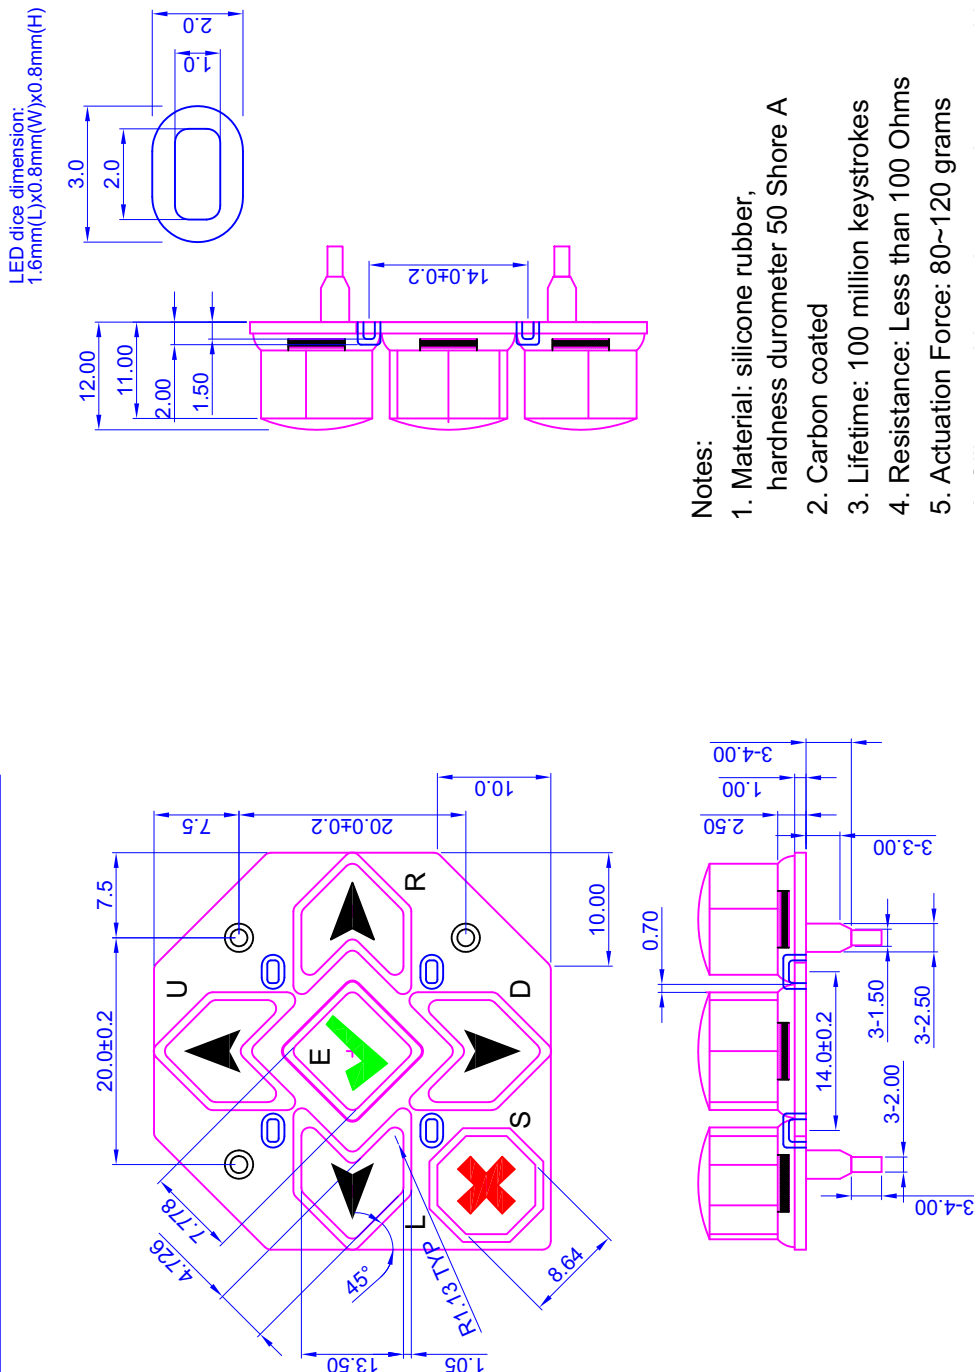 LED dice dimension:
1.6mm(L)x0.8mm(W)x0.8mm(H)
3.0
2.0
2.0
1.0
12.00
11.00
2.00
1.50
14.0±0.2
Notes:
1. Material: silicone rubber,
hardness durometer 50 Shore A
2. Carbon coated
3. Lifetime: 100 million keystrokes
4. Resistance: Less than 100 Ohms
5. Actuation Force: 80~120 grams
7.5
20.0±0.2
7.5
20.0±0.2
10.0
10.00
U
R
E
D
L
S
7.778
4.726
45°
R1.13 TYP
8.64
13.50
1.05
0.70
3-4.00
1.00
2.50
3-3.00
14.0±0.2
3-1.50
3-2.50
3-2.00
3-4.00